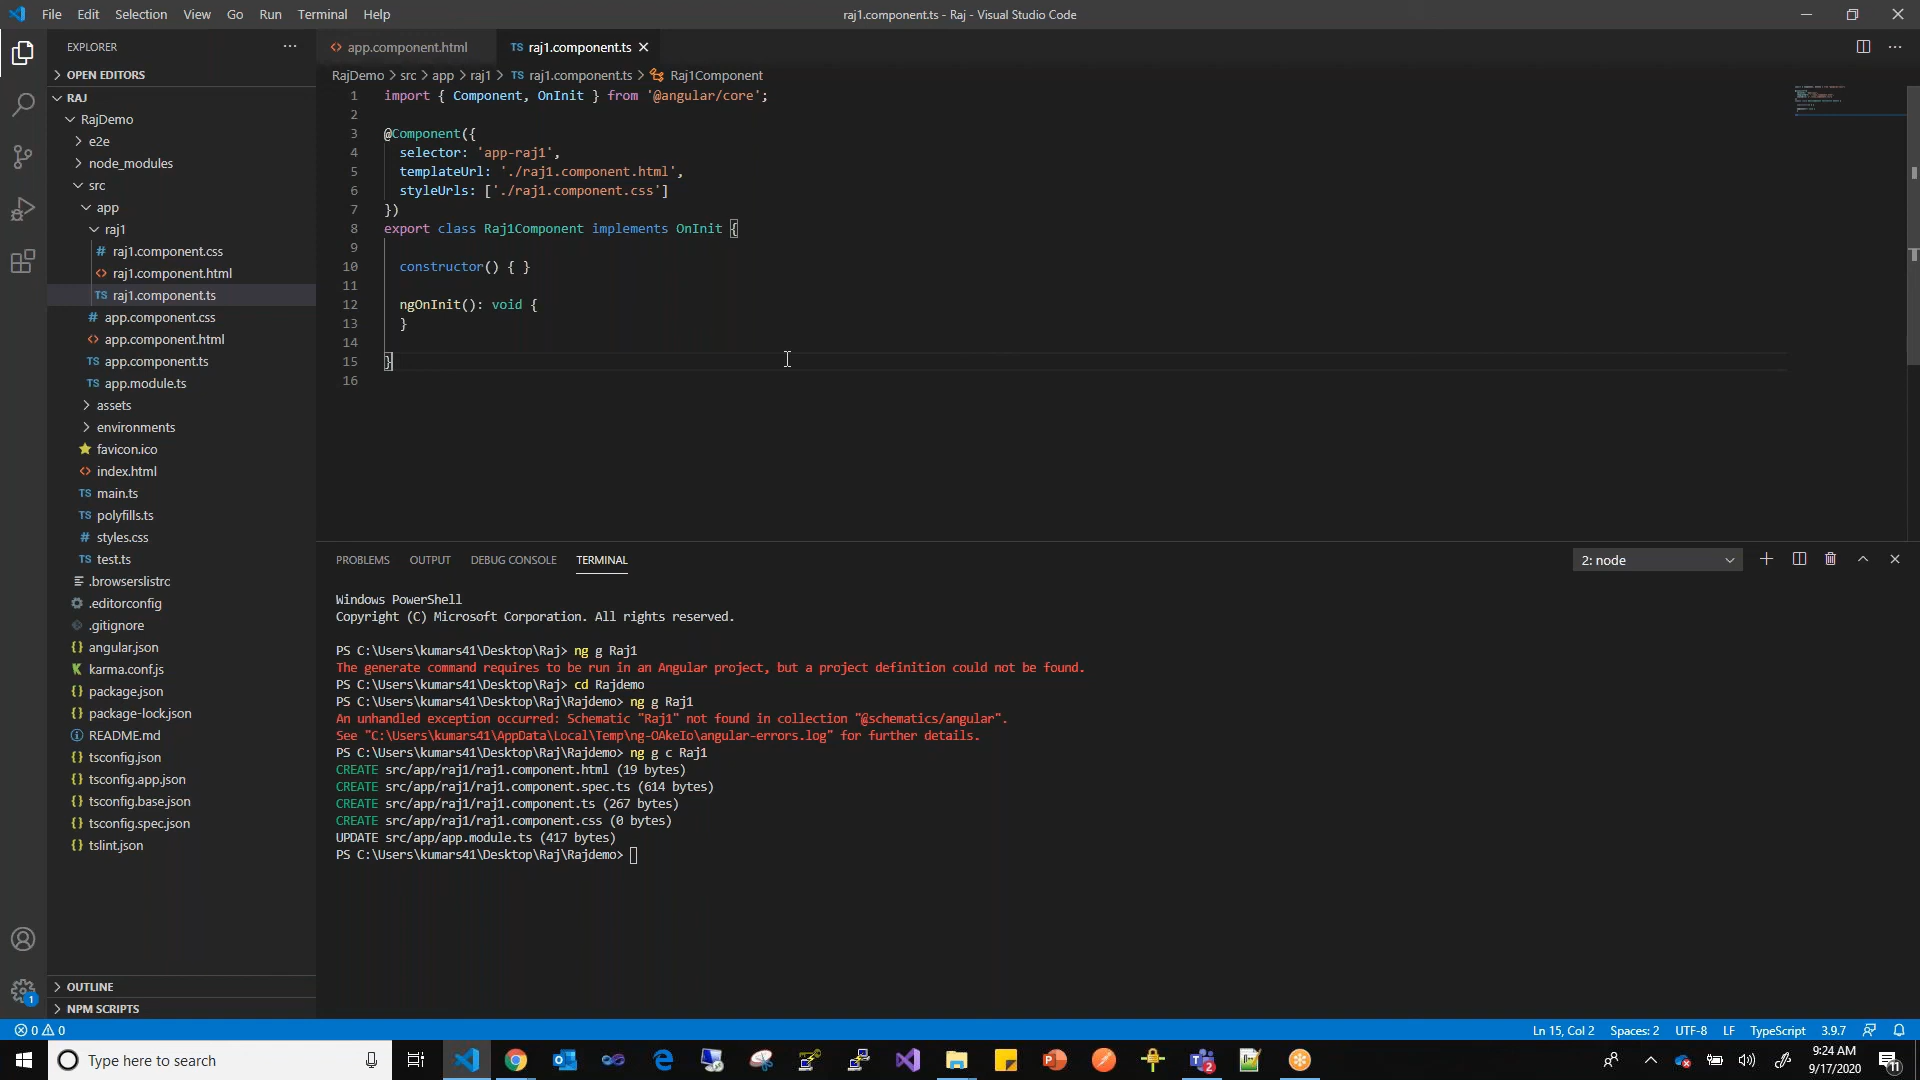 File Edit Selection View Go Run Terminal Help
raj1.component.ts - Raj - Visual Studio Code
EXPLORER
OPEN EDITORS
RAJ
RajDemo
e2e
node_modules
src
app
raj1
raj1.component.css
raj1.component.html
raj1.component.ts
app.component.css
app.component.html
app.component.ts
app.module.ts
assets
environments
favicon.ico
index.html
main.ts
polyfills.ts
styles.css
test.ts
.browserslistrc
.editorconfig
.gitignore
angular.json
karma.conf.js
package.json
package-lock.json
README.md
tsconfig.json
tsconfig.app.json
tsconfig.base.json
tsconfig.spec.json
tslint.json
OUTLINE
NPM SCRIPTS
app.component.html
TS raj1.component.ts
RajDemo > src > app > raj1 > TS raj1.component.ts > Raj1Component
1 import { Component, OnInit } from '@angular/core';
2
3 @Component({
4 selector: 'app-raj1',
5 templateUrl: './raj1.component.html',
6 styleUrls: ['./raj1.component.css']
7 })
8 export class Raj1Component implements OnInit {
9
10 constructor() { }
11
12 ngOnInit(): void {
13 }
14
15 }
16
PROBLEMS OUTPUT DEBUG CONSOLE TERMINAL
2: node
Windows PowerShell
Copyright (C) Microsoft Corporation. All rights reserved.
PS C:\Users\kumars41\Desktop\Raj> ng g Raj1
The generate command requires to be run in an Angular project, but a project definition could not be found.
PS C:\Users\kumars41\Desktop\Raj> cd Rajdemo
PS C:\Users\kumars41\Desktop\Raj\Rajdemo> ng g Raj1
An unhandled exception occurred: Schematic "Raj1" not found in collection "@schematics/angular".
See "C:\Users\kumars41\AppData\Local\Temp\ng-OAkeIo\angular-errors.log" for further details.
PS C:\Users\kumars41\Desktop\Raj\Rajdemo> ng g c Raj1
CREATE src/app/raj1/raj1.component.html (19 bytes)
CREATE src/app/raj1/raj1.component.spec.ts (614 bytes)
CREATE src/app/raj1/raj1.component.ts (267 bytes)
CREATE src/app/raj1/raj1.component.css (0 bytes)
UPDATE src/app/app.module.ts (417 bytes)
PS C:\Users\kumars41\Desktop\Raj\Rajdemo>
0 0
Ln 15, Col 2 Spaces: 2 UTF-8 LF TypeScript 3.9.7
Type here to search
9:24 AM
9/17/2020